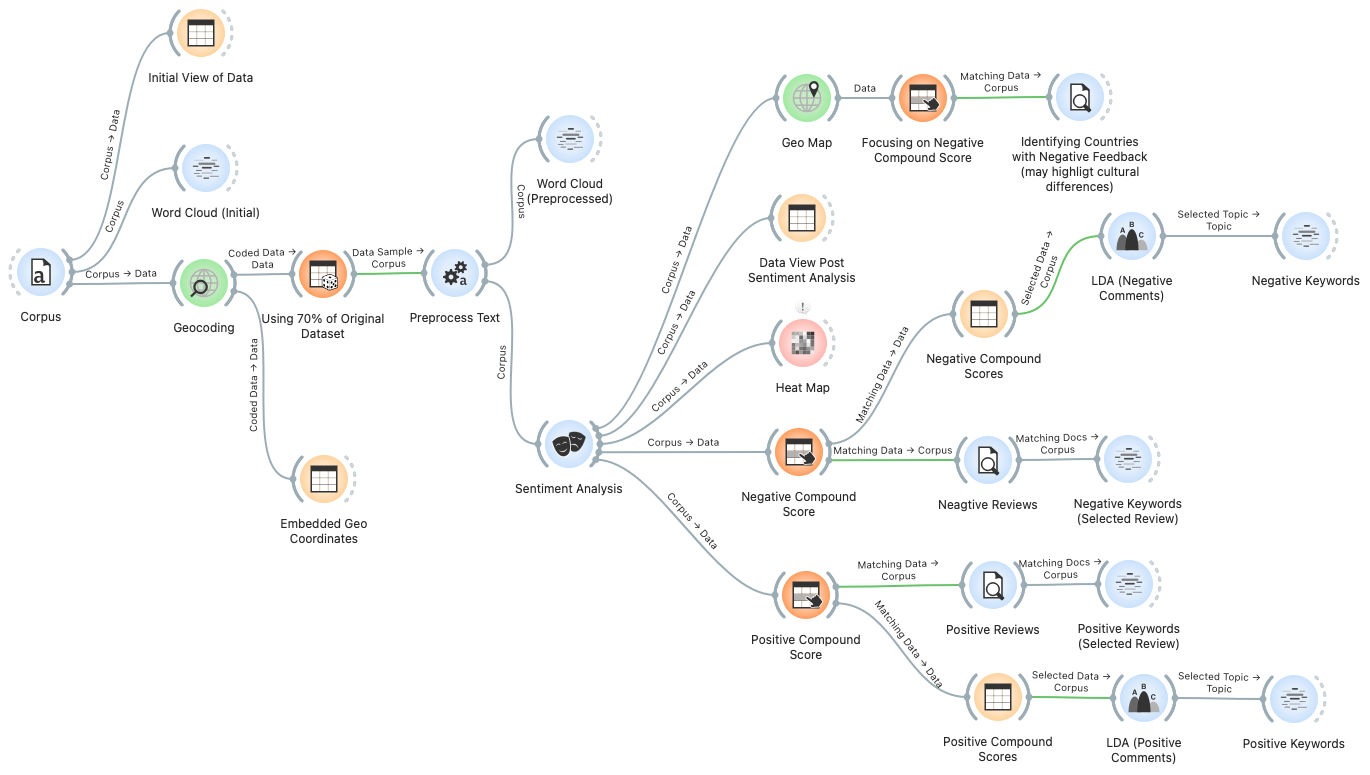 Initial View of Data
Corpus → Data
Word Cloud (Initial)
Corpus
a
Corpus
Corpus → Data
Geocoding
Coded Data →
Data
Using 70% of Original
Dataset
Data Sample →
Corpus
a
Preprocess Text
Coded Data → Data
Embedded Geo
Coordinates
Corpus
Word Cloud
(Preprocessed)
Corpus
Sentiment Analysis
Corpus → Data
Geo Map
Data
Focusing on Negative
Compound Score
Matching Data →
Corpus
Identifying Countries
with Negative Feedback
(may highligt cultural
differences)
Corpus → Data
Data View Post
Sentiment Analysis
Corpus → Data
!
Heat Map
Corpus → Data
Negative Compound
Score
Matching Data → Data
Negative Compound
Scores
Selected Data →
Corpus
A B C
LDA (Negative
Comments)
Selected Topic →
Topic
Negative Keywords
Matching Data → Corpus
Neagtive Reviews
Matching Docs →
Corpus
Negative Keywords
(Selected Review)
Corpus → Data
Positive Compound
Score
Matching Data →
Corpus
Positive Reviews
Matching Docs →
Corpus
Positive Keywords
(Selected Review)
Matching Data → Data
Positive Compound
Scores
Selected Data →
Corpus
A B C
LDA (Positive
Comments)
Selected Topic →
Topic
Positive Keywords